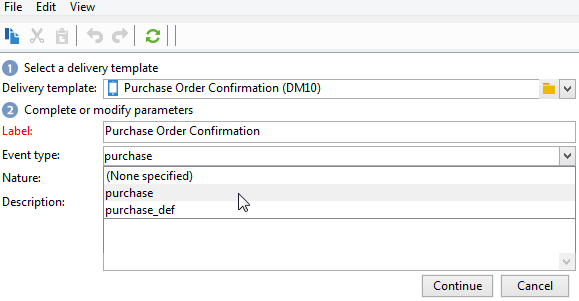 File Edit View
1 Select a delivery template
Delivery template: Purchase Order Confirmation (DM10)
2 Complete or modify parameters
Label: Purchase Order Confirmation
Event type: purchase
Nature: (None specified)
purchase
Description: purchase_def
Continue Cancel